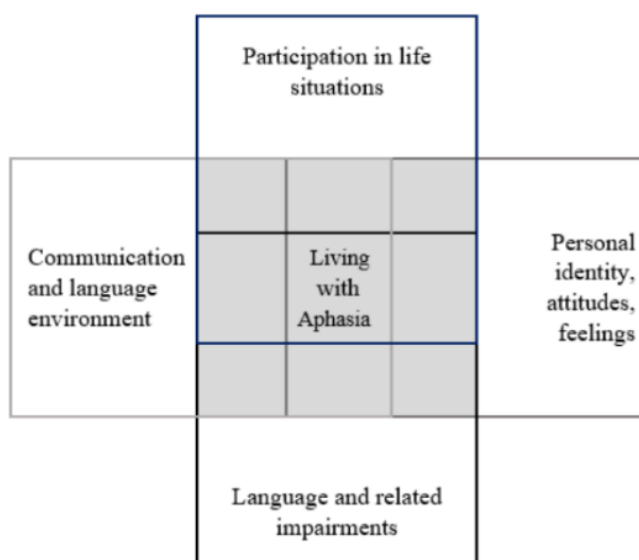 Participation in life
situations
Communication
and language
environment
Living
with
Aphasia
Personal
identity,
attitudes,
feelings
Language and related
impairments